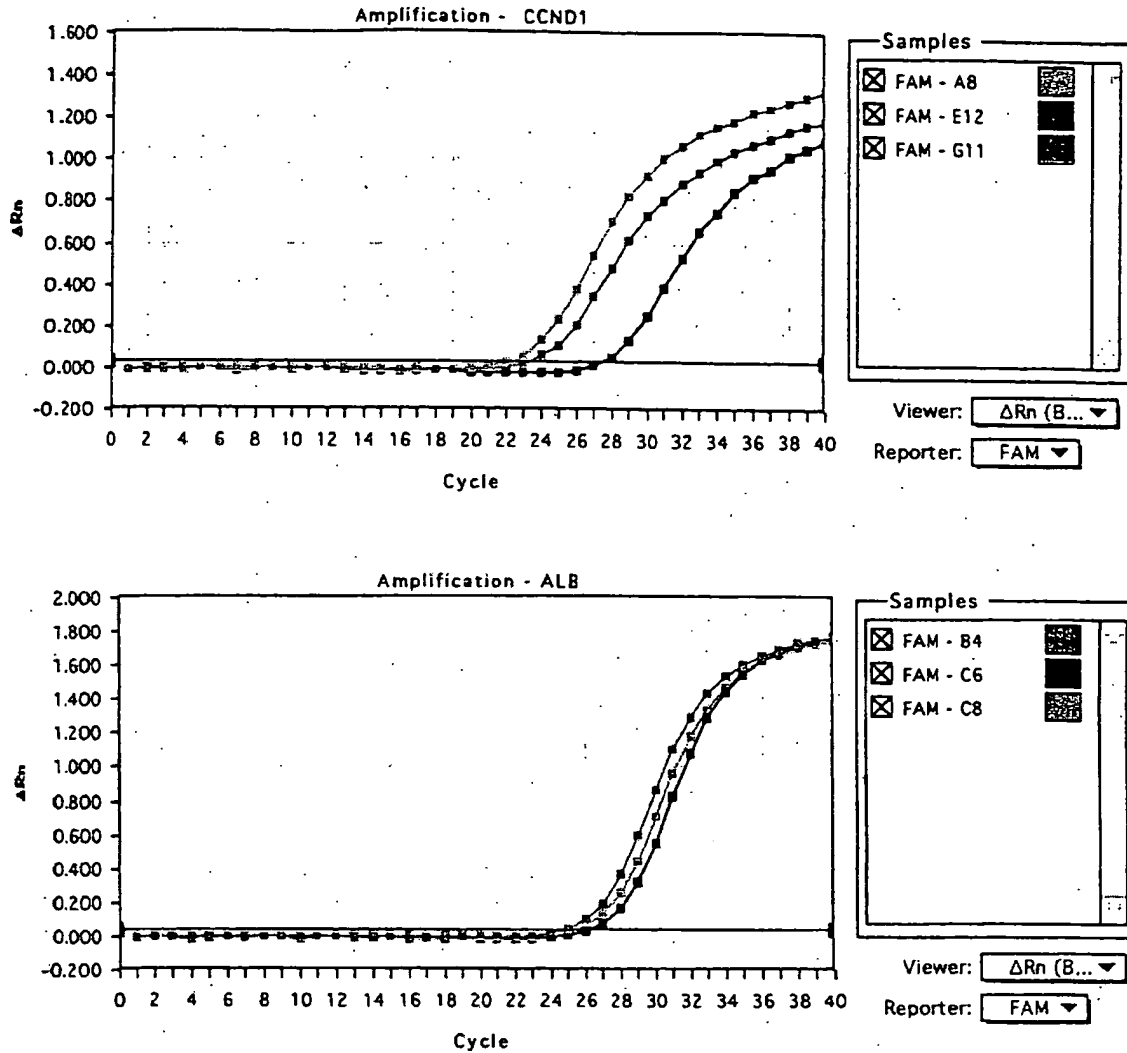 Amplification - CCND1
1.600
1.400
1.200
1.000
0.800
0.600
0.400
0.200
0.000
-0.200
ΔRn
0 2 4 6 8 10 12 14 16 18 20 22 24 26 28 30 32 34 36 38 40
Cycle
Samples
FAM - A8
FAM - E12
FAM - G11
Viewer: ΔRn (B...
Reporter: FAM
Amplification - ALB
2.000
1.800
1.600
1.400
1.200
1.000
0.800
0.600
0.400
0.200
0.000
-0.200
ΔRn
0 2 4 6 8 10 12 14 16 18 20 22 24 26 28 30 32 34 36 38 40
Cycle
Samples
FAM - B4
FAM - C6
FAM - C8
Viewer: ΔRn (B...
Reporter: FAM